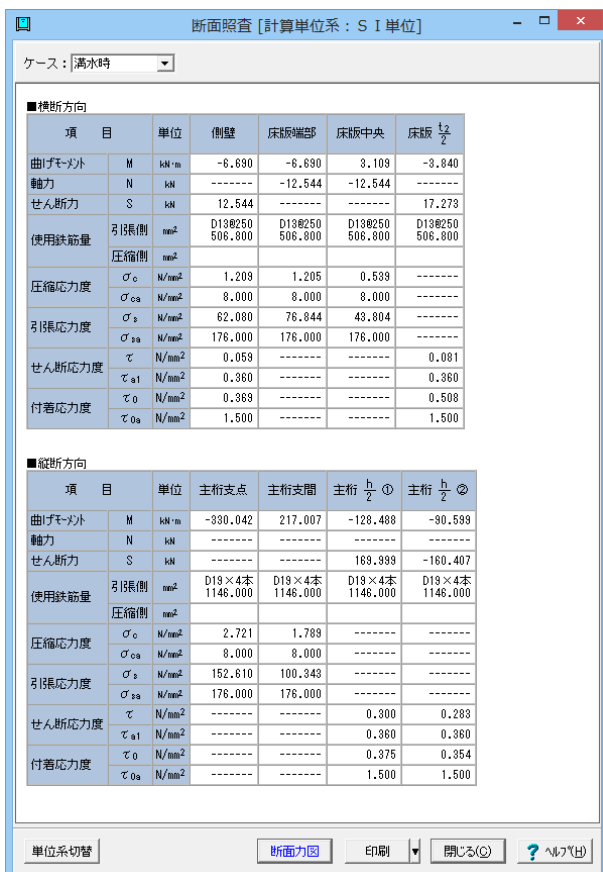 断面照査 [計算単位系：ＳＩ単位]
ケース： 満水時
■横断方向
項 目 単位 側壁 床版端部 床版中央 床版 t2/2
曲げﾓｰﾒﾝﾄ M kN･m -6.690 -6.690 3.109 -3.840
軸力 N kN ------- -12.544 -12.544 -------
せん断力 S kN 12.544 ------- ------- 17.273
使用鉄筋量 引張側 mm2 D13@250 D13@250 D13@250 D13@250
506.800 506.800 506.800 506.800
圧縮側 mm2
圧縮応力度 σc N/mm2 1.209 1.205 0.539 -------
σca N/mm2 8.000 8.000 8.000 -------
引張応力度 σs N/mm2 62.080 76.844 43.804 -------
σsa N/mm2 176.000 176.000 176.000 -------
せん断応力度 τ N/mm2 0.059 ------- ------- 0.081
τa1 N/mm2 0.360 ------- ------- 0.360
付着応力度 τ0 N/mm2 0.369 ------- ------- 0.508
τ0a N/mm2 1.500 ------- ------- 1.500
■縦断方向
項 目 単位 主桁支点 主桁支間 主桁 h/2 ① 主桁 h/2 ②
曲げﾓｰﾒﾝﾄ M kN･m -330.042 217.007 -128.488 -90.599
軸力 N kN ------- ------- ------- -------
せん断力 S kN ------- ------- 169.999 -160.407
使用鉄筋量 引張側 mm2 D19×4本 D19×4本 D19×4本 D19×4本
1146.000 1146.000 1146.000 1146.000
圧縮側 mm2
圧縮応力度 σc N/mm2 2.721 1.789 ------- -------
σca N/mm2 8.000 8.000 ------- -------
引張応力度 σs N/mm2 152.610 100.343 ------- -------
σsa N/mm2 176.000 176.000 ------- -------
せん断応力度 τ N/mm2 ------- ------- 0.300 0.283
τa1 N/mm2 ------- ------- 0.360 0.360
付着応力度 τ0 N/mm2 ------- ------- 0.375 0.354
τ0a N/mm2 ------- ------- 1.500 1.500
単位系切替 断面力図 印刷 閉じる(C) ? ﾍﾙﾌﾟ(H)